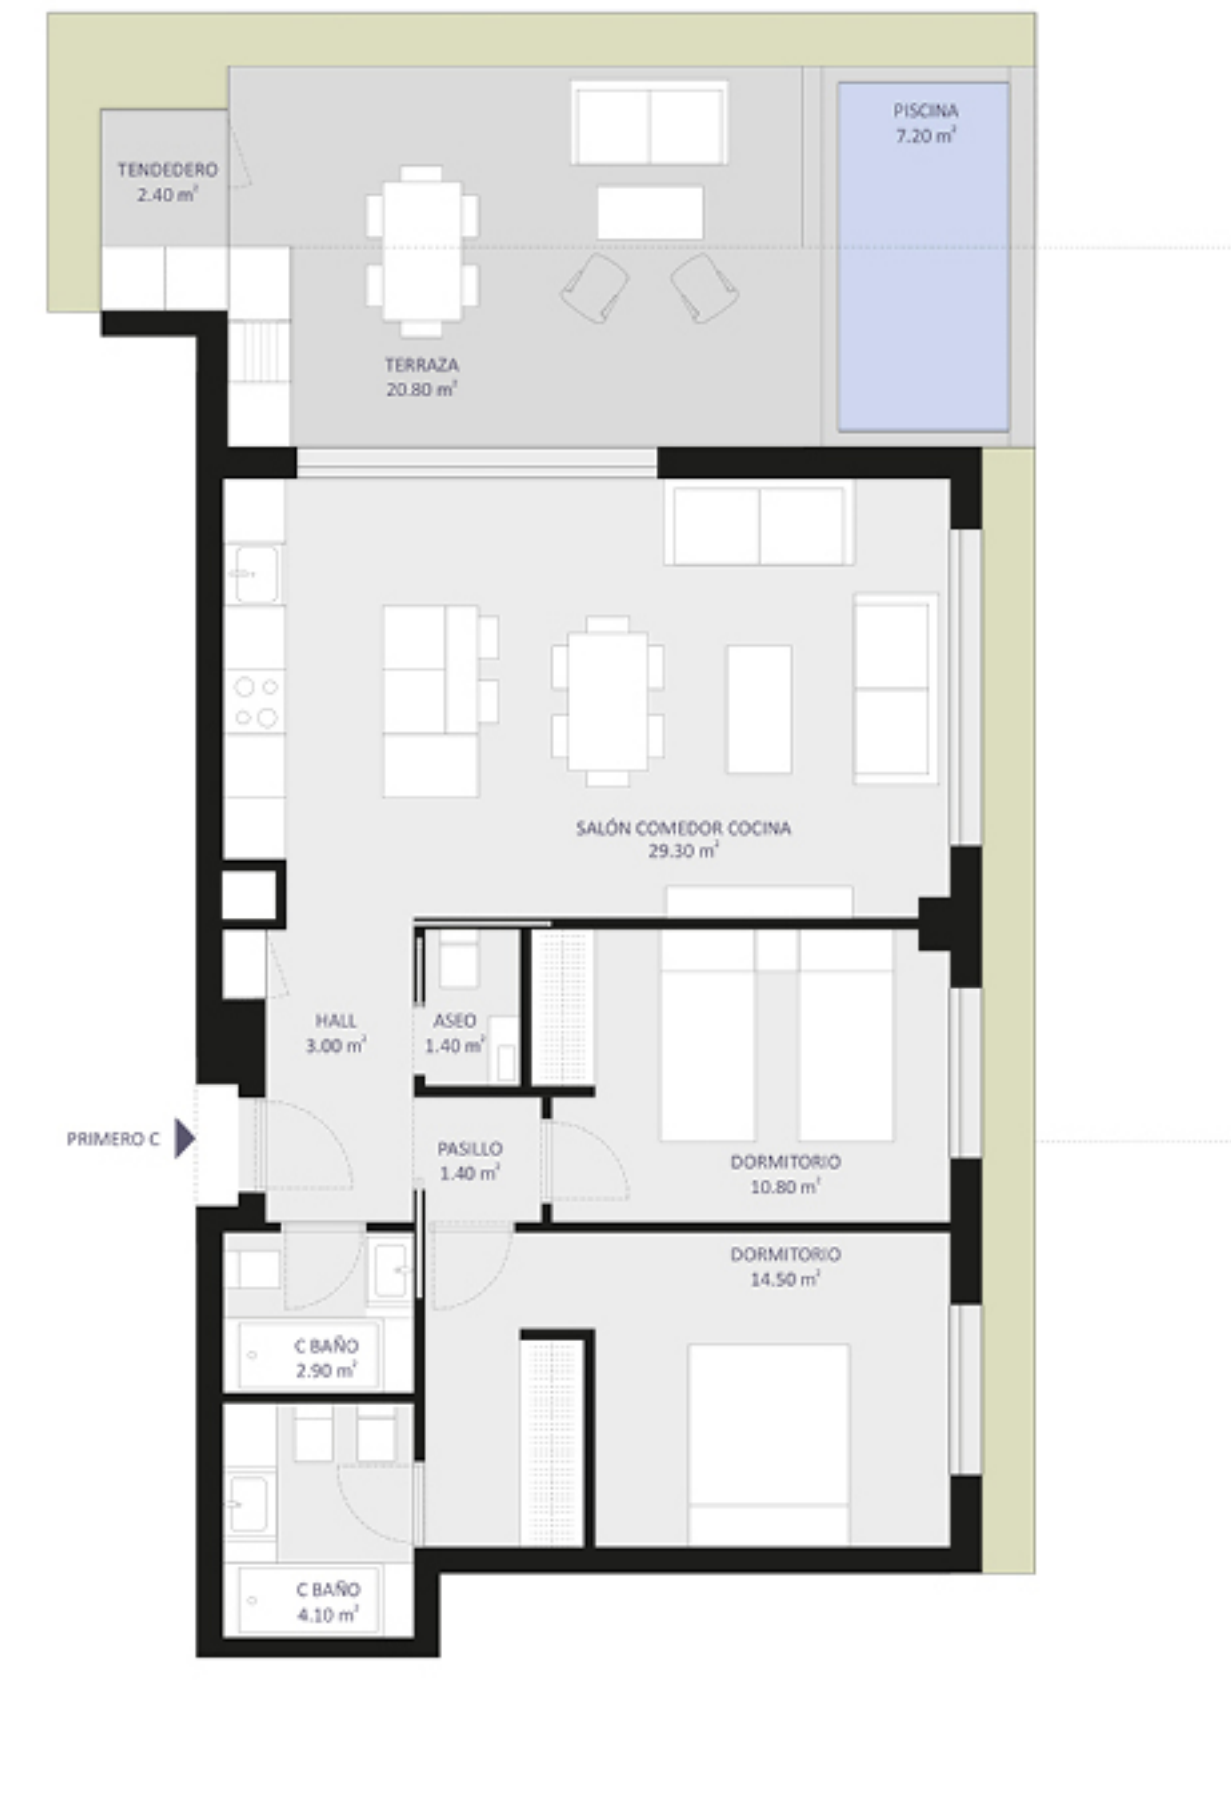 PISCINA
7.20 m²
TENDEDERO
2.40 m²
TERRAZA
20.80 m²
SALÓN COMEDOR COCINA
29.30 m²
HALL
3.00 m²
ASEO
1.40 m²
PRIMERO C
PASILLO
1.40 m²
DORMITORIO
10.80 m²
DORMITORIO
14.50 m²
C BAÑO
2.90 m²
C BAÑO
4.10 m²